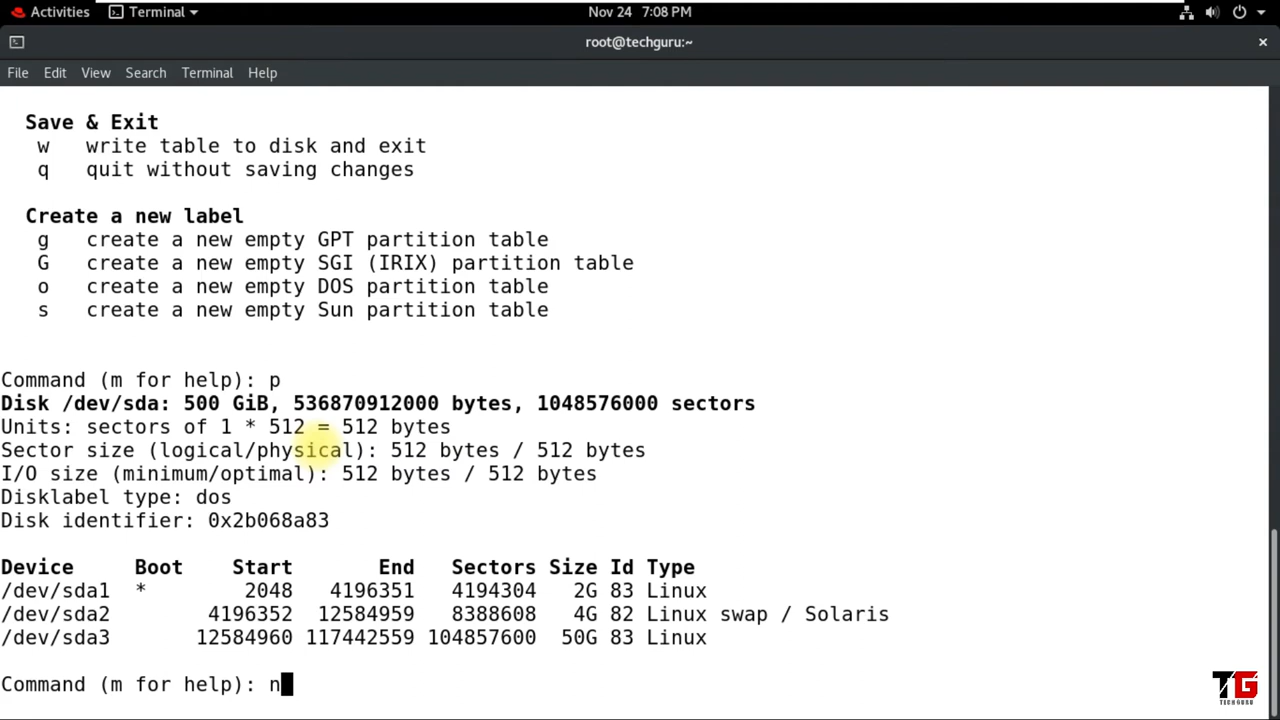 Activities Terminal Nov 24 7:08 PM
root@techguru:~ ×
File Edit View Search Terminal Help
Save & Exit
w write table to disk and exit
q quit without saving changes
Create a new label
g create a new empty GPT partition table
G create a new empty SGI (IRIX) partition table
o create a new empty DOS partition table
s create a new empty Sun partition table
Command (m for help): p
Disk /dev/sda: 500 GiB, 536870912000 bytes, 1048576000 sectors
Units: sectors of 1 * 512 = 512 bytes
Sector size (logical/physical): 512 bytes / 512 bytes
I/O size (minimum/optimal): 512 bytes / 512 bytes
Disklabel type: dos
Disk identifier: 0x2b068a83
Device Boot Start End Sectors Size Id Type
/dev/sda1 * 2048 4196351 4194304 2G 83 Linux
/dev/sda2 4196352 12584959 8388608 4G 82 Linux swap / Solaris
/dev/sda3 12584960 117442559 104857600 50G 83 Linux
Command (m for help): n
TG
TECHGURU